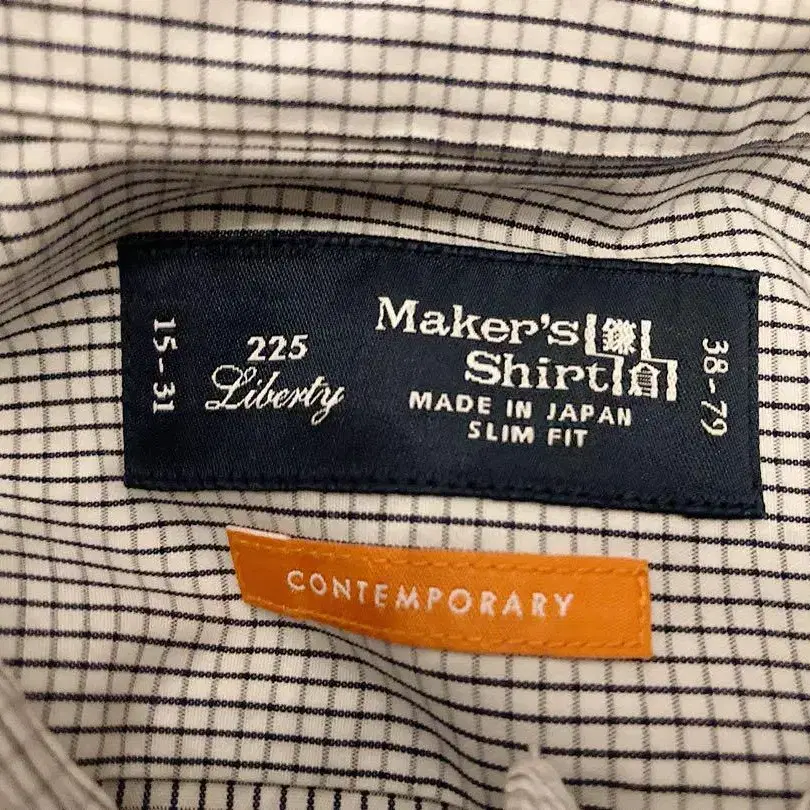 15-31
225
Liberty
Maker's 鎌
Shirt 倉
MADE IN JAPAN
SLIM FIT
38-79
CONTEMPORARY